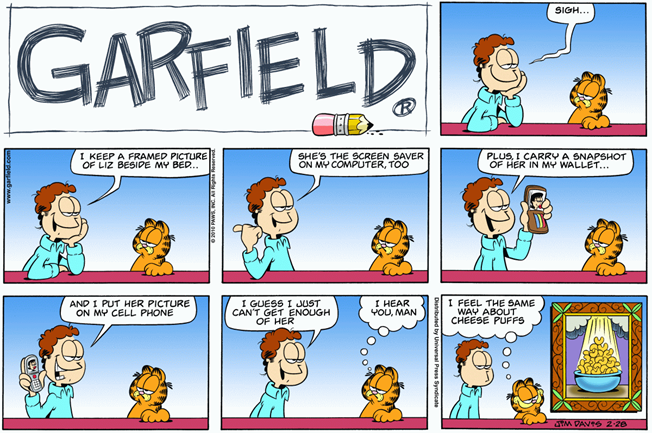 GARFIELD
®
SIGH...
I KEEP A FRAMED PICTURE
OF LIZ BESIDE MY BED...
SHE'S THE SCREEN SAVER
ON MY COMPUTER, TOO
PLUS, I CARRY A SNAPSHOT
OF HER IN MY WALLET...
AND I PUT HER PICTURE
ON MY CELL PHONE
I GUESS I JUST
CAN'T GET ENOUGH
OF HER
I HEAR
YOU, MAN
I FEEL THE SAME
WAY ABOUT
CHEESE PUFFS
JIM DAVIS 2-28
www.garfield.com
© 2010 PAWS, INC. All Rights Reserved.
Distributed by Universal Press Syndicate